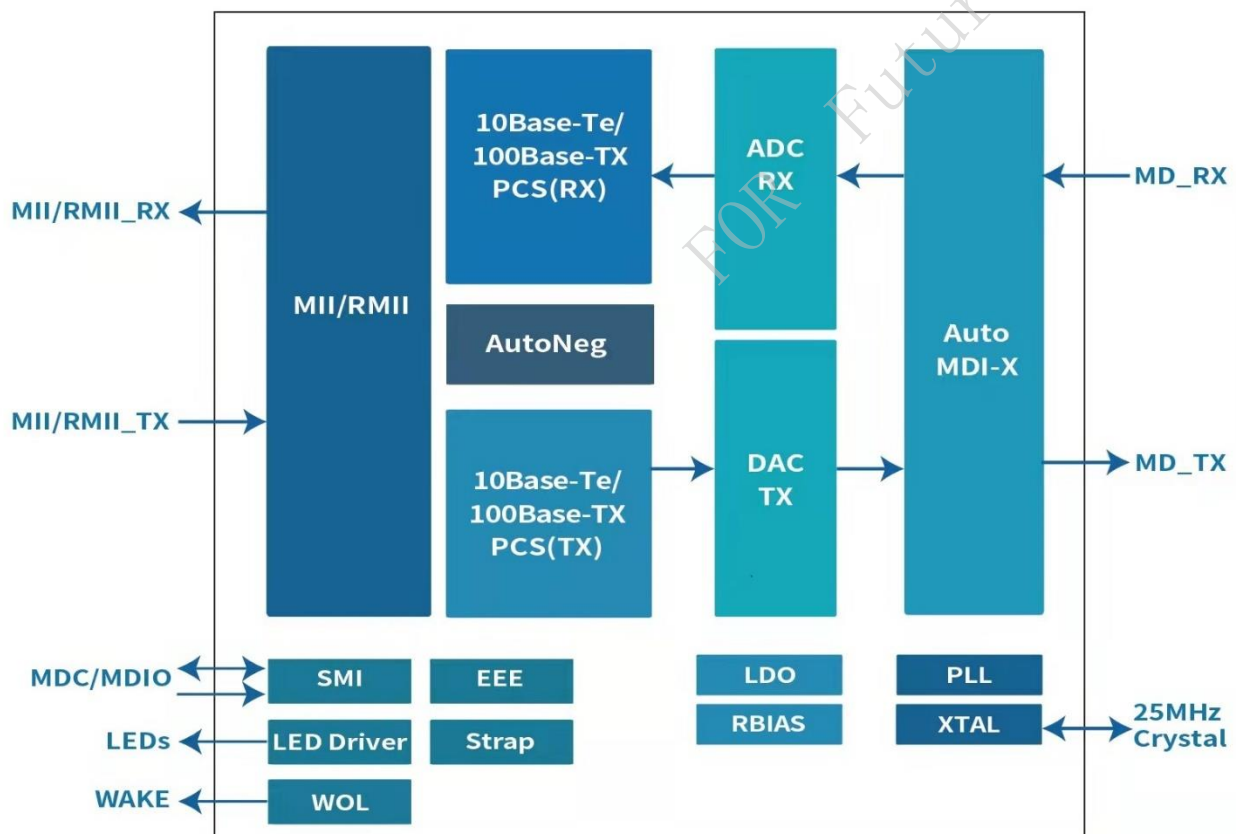 10Base-Te/
100Base-TX
PCS(RX)
ADC
RX
MD_RX
MII/RMII_RX
MII/RMII
AutoNeg
Auto
MDI-X
MII/RMII_TX
10Base-Te/
100Base-TX
PCS(TX)
DAC
TX
MD_TX
MDC/MDIO
SMI
EEE
LDO
PLL
LEDs
LED Driver
Strap
RBIAS
XTAL
25MHz
Crystal
WAKE
WOL
FOR Futur